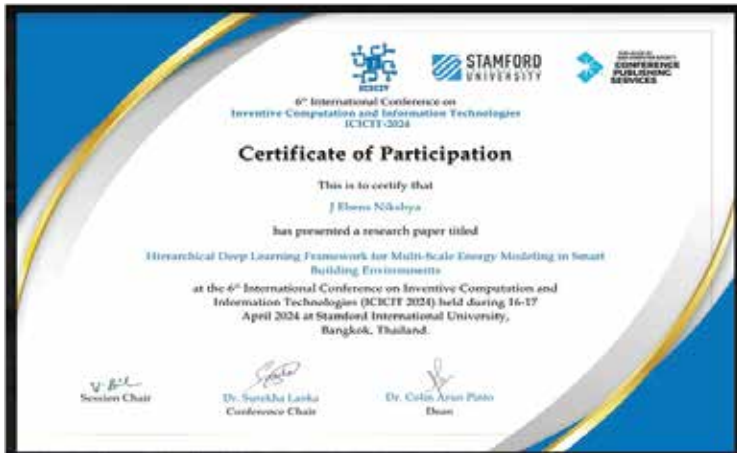 ICICIT
STAMFORD
UNIVERSITY
CONFERENCE
PUBLISHING
SERVICES
6th International Conference on
Inventive Computation and Information Technologies
ICICIT-2024
Certificate of Participation
This is to certify that
J
has presented a research paper titled
Hierarchical Deep Learning Framework for Multi-Scale Energy Modeling in Smart
Building Environments
at the 6th International Conference on Inventive Computation and
Information Technologies (ICICIT 2024) held during 16-17
April 2024 at Stamford International University,
Bangkok, Thailand.
Session Chair
Dr. Surekha Lanka
Conference Chair
Dr. Colin Arun Pinto
Dean